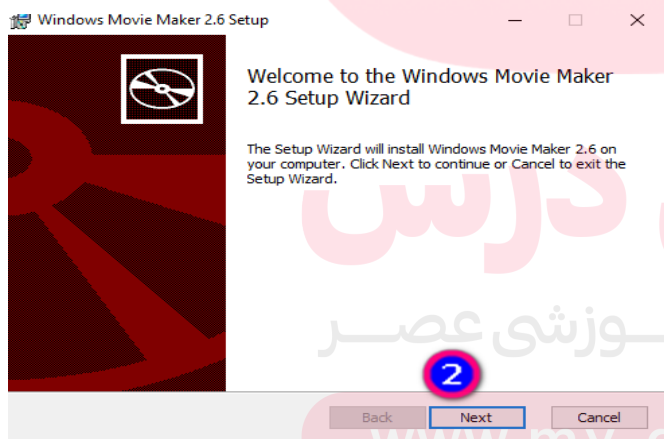 Windows Movie Maker 2.6 Setup
Welcome to the Windows Movie Maker
2.6 Setup Wizard
The Setup Wizard will install Windows Movie Maker 2.6 on
your computer. Click Next to continue or Cancel to exit the
Setup Wizard.
درس
عصر
2
Back
Next
Cancel